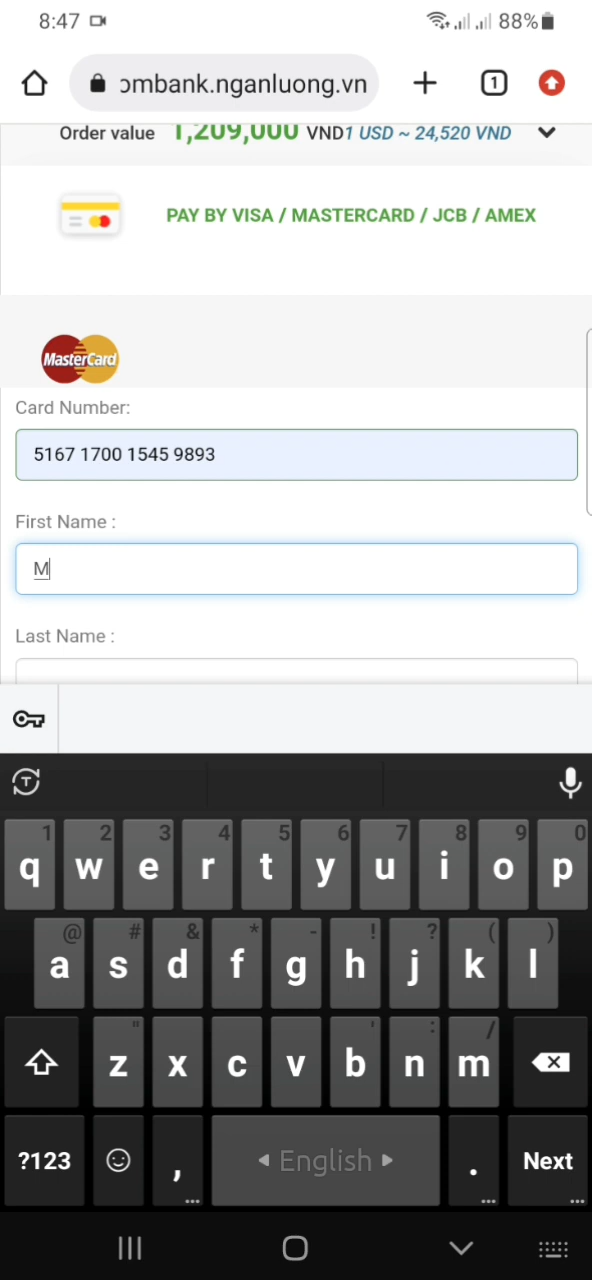 8:47
88%
ombank.nganluong.vn
1
Order value 1,209,000 VND 1 USD ~ 24,520 VND
PAY BY VISA / MASTERCARD / JCB / AMEX
MasterCard
Card Number:
5167 1700 1545 9893
First Name :
M
Last Name :
T
1 2 3 4 5 6 7 8 9 0
q w e r t y u i o p
@ # & * - ! ? ( )
a s d f g h j k l
" ' : /
z x c v b n m
?123 , English . Next